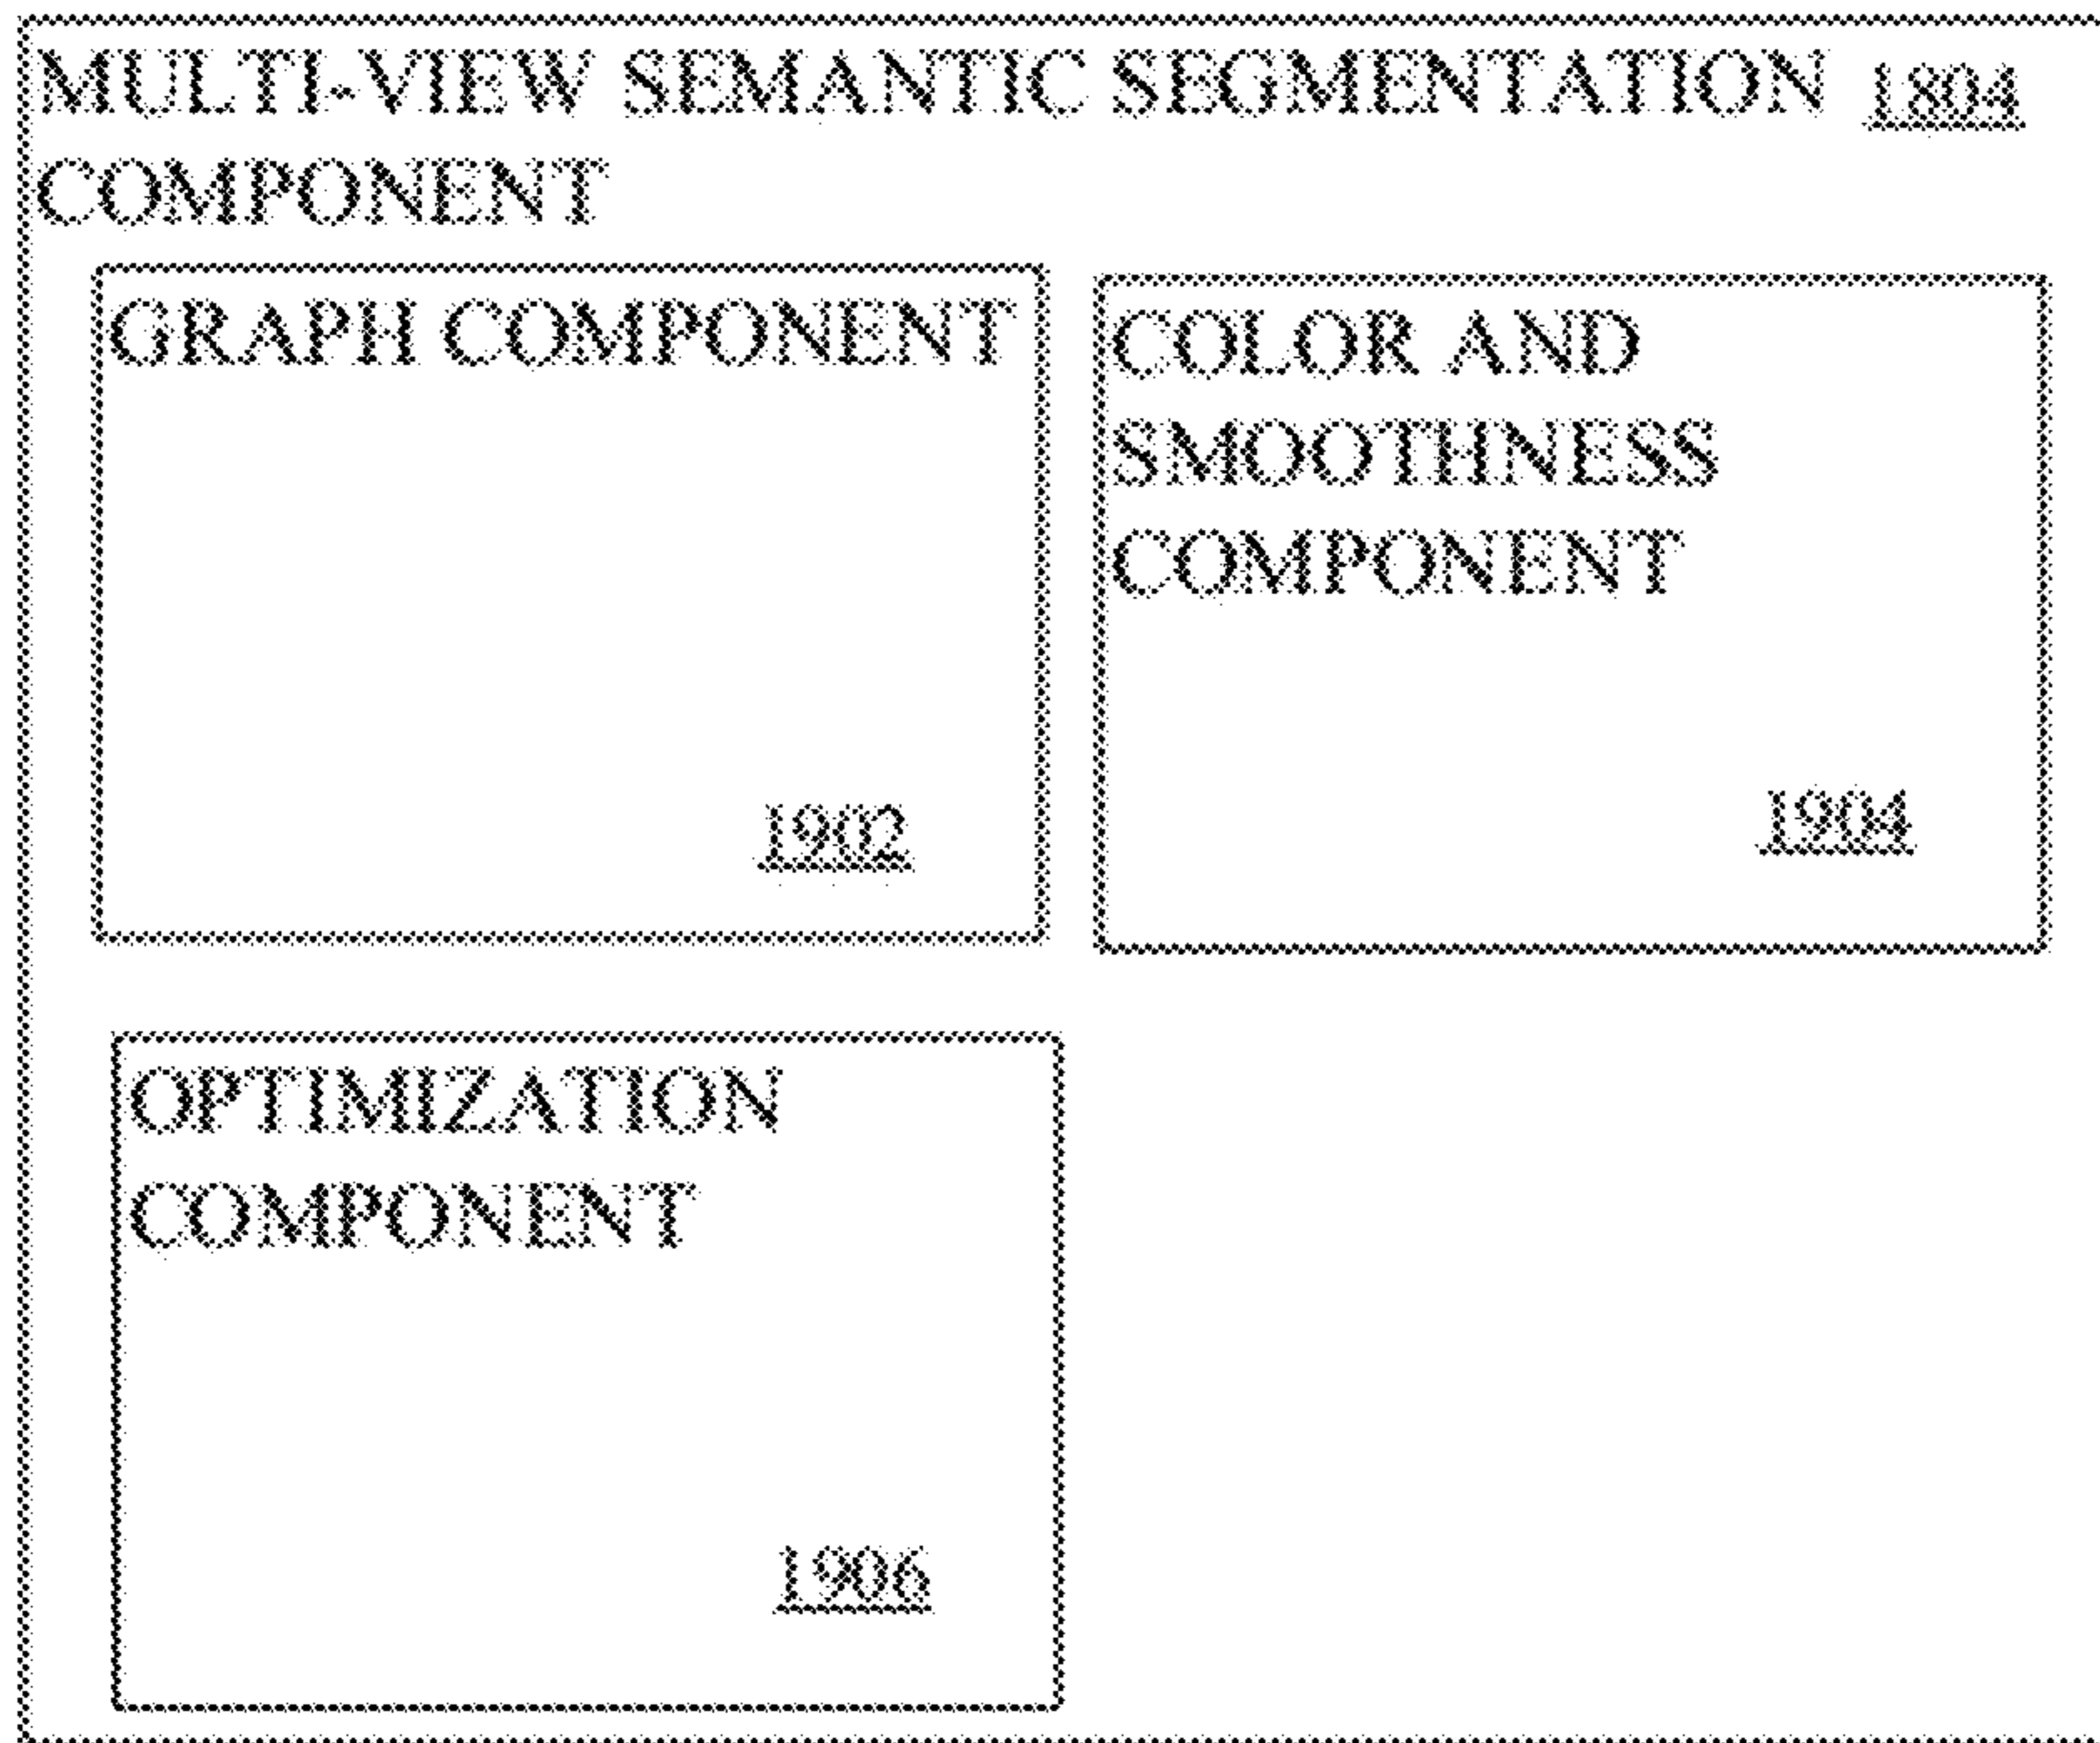 MULTI-VIEW SEMANTIC SEGMENTATION 1804
COMPONENT
GRAPH COMPONENT
1902
COLOR AND
SMOOTHNESS
COMPONENT
1904
OPTIMIZATION
COMPONENT
1906